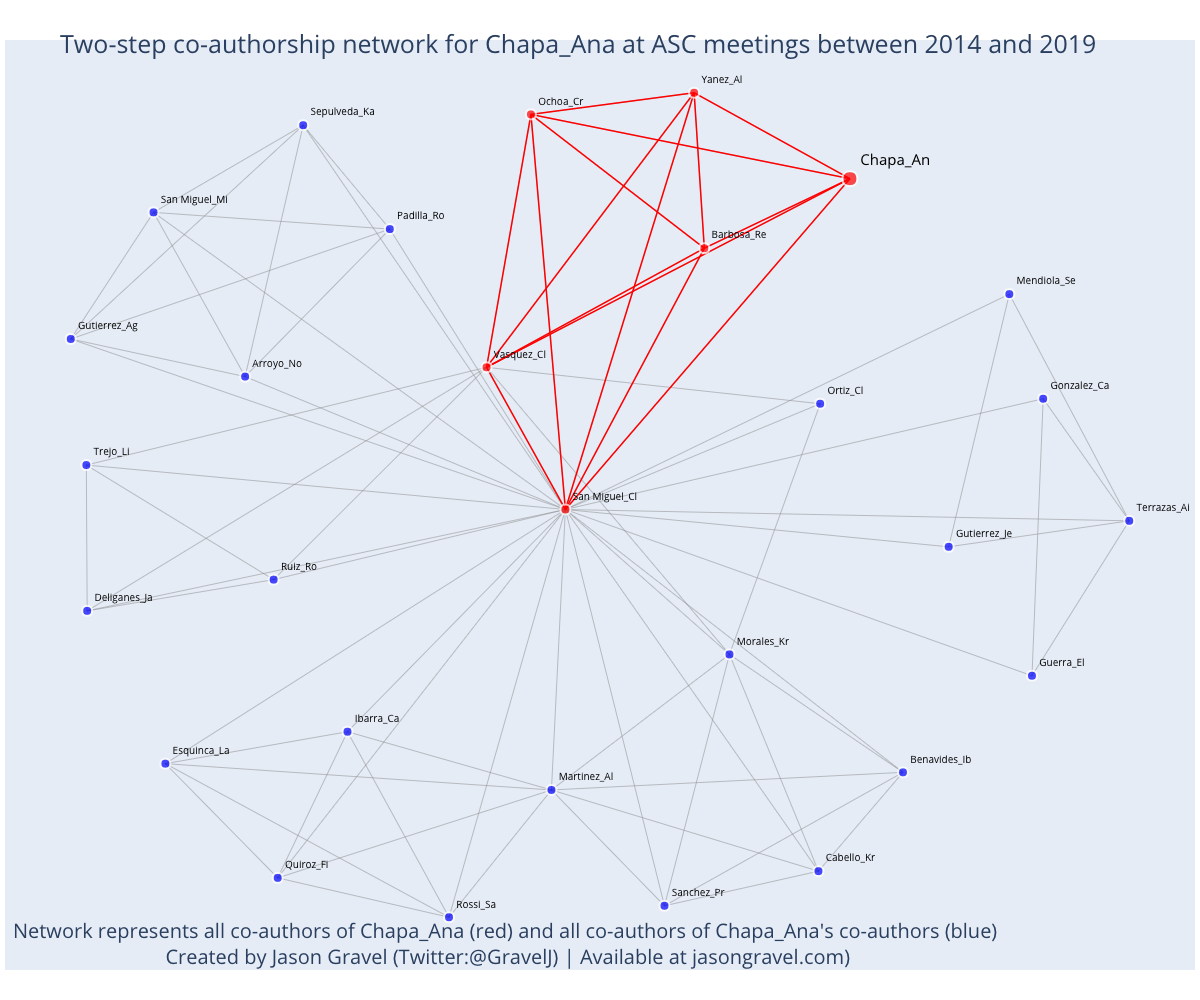 Two-step co-authorship network for Chapa_Ana at ASC meetings between 2014 and 2019
Yanez_Al
Ochoa_Cr
Sepulveda_Ka
Chapa_An
San Miguel_Mi
Padilla_Ro
Barbosa_Re
Mendiola_Se
Gutierrez_Ag
Vasquez_Cl
Arroyo_No
Gonzalez_Ca
Ortiz_Cl
Trejo_Li
San Miguel_Cl
Terrazas_Al
Gutierrez_Je
Ruiz_Ro
Deliganes_Ja
Morales_Kr
Guerra_El
Ibarra_Ca
Esquinca_La
Benavides_Ib
Martinez_Al
Cabello_Kr
Quiroz_Fi
Sanchez_Pr
Rossi_Sa
Network represents all co-authors of Chapa_Ana (red) and all co-authors of Chapa_Ana's co-authors (blue)
Created by Jason Gravel (Twitter:@GravelJ) | Available at jasongravel.com)